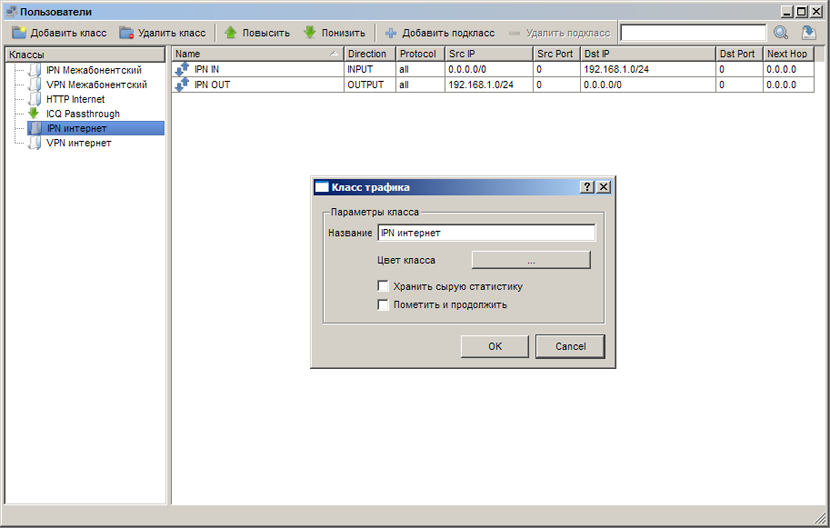 Пользователи
Добавить класс Удалить класс Повысить Понизить Добавить подкласс Удалить подкласс
Классы
IPN Межабонентский
VPN Межабонентский
HTTP Internet
ICQ Passthrough
IPN интернет
VPN интернет
Name Direction Protocol Src IP Src Port Dst IP Dst Port Next Hop
IPN IN INPUT all 0.0.0.0/0 0 192.168.1.0/24 0 0.0.0.0
IPN OUT OUTPUT all 192.168.1.0/24 0 0.0.0.0/0 0 0.0.0.0
Класс трафика
Параметры класса
Название IPN интернет
Цвет класса ...
Хранить сырую статистику
Пометить и продолжить
OK Cancel